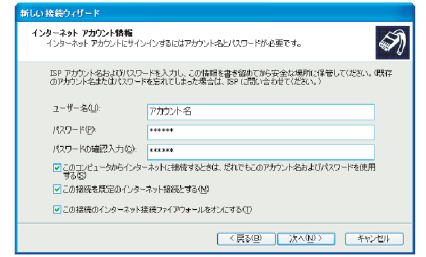 新しい接続ウィザード
インターネット アカウント情報
インターネット アカウントにサインインするにはアカウント名とパスワードが必要です。
ISP アカウント名およびパスワードを入力し、この情報を書き留めてから安全な場所に保管してください。(既存
のアカウント名またはパスワードを忘れてしまった場合は、ISP に問い合わせてください。)
ユーザー名(U):
アカウント名
パスワード(P):
••••••
パスワードの確認入力(C):
••••••
このコンピュータからインターネットに接続するときは、だれでもこのアカウント名およびパスワードを使用
する(S)
この接続を既定のインターネット接続とする(M)
この接続のインターネット接続ファイアウォールをオンにする(T)
< 戻る(B)
次へ(N) >
キャンセル